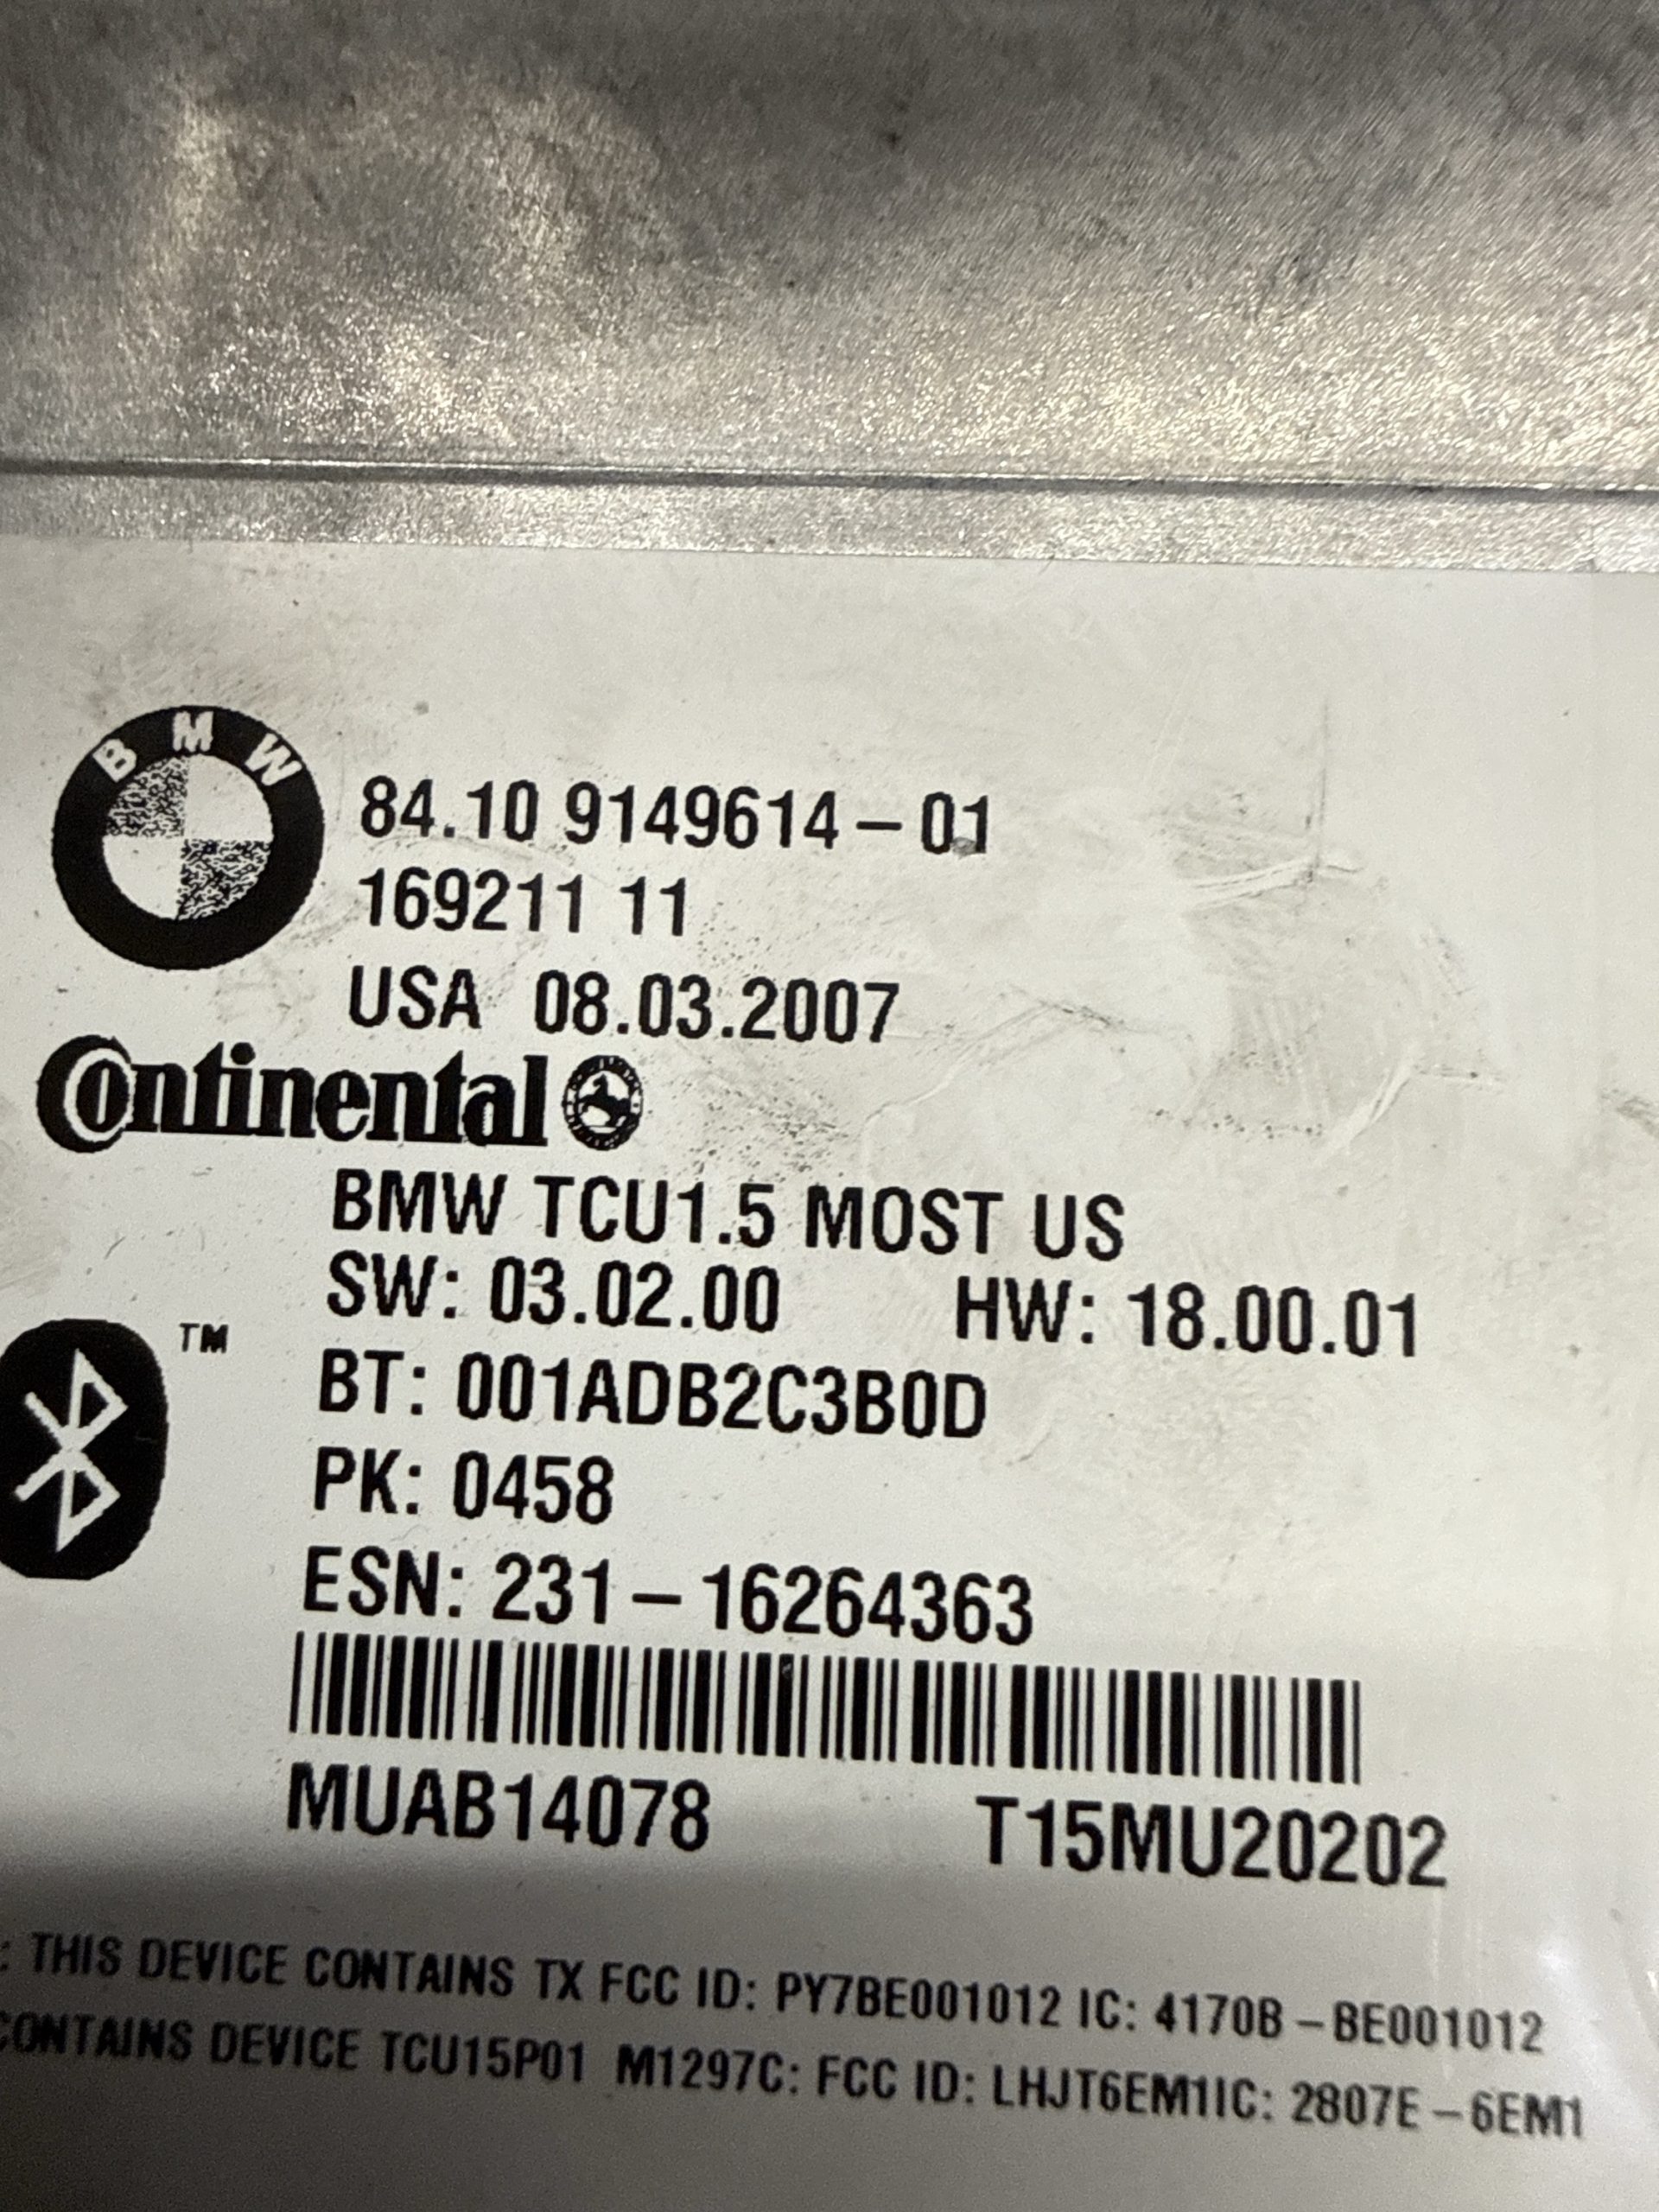 BMW
84.10 9149614-01
169211 11
USA 08.03.2007
Continental
BMW TCU1.5 MOST US
SW: 03.02.00 HW: 18.00.01
TM
BT: 001ADB2C3B0D
PK: 0458
ESN: 231-16264363
MUAB14078 T15MU20202
: THIS DEVICE CONTAINS TX FCC ID: PY7BE001012 IC: 4170B-BE001012
CONTAINS DEVICE TCU15P01 M1297C: FCC ID: LHJT6EM1IC: 2807E-6EM1